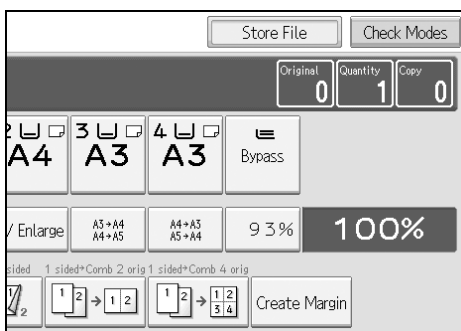 Store File Check Modes
Original Quantity Copy
0 1 0
2 3 4
A4 A3 A3 Bypass
/ Enlarge A3→A4 A4→A5 A4→A3 A5→A4 93% 100%
sided 1 sided→Comb 2 orig 1 sided→Comb 4 orig
1 2 1 2 → 1 2 1 2 → 1 2 3 4 Create Margin